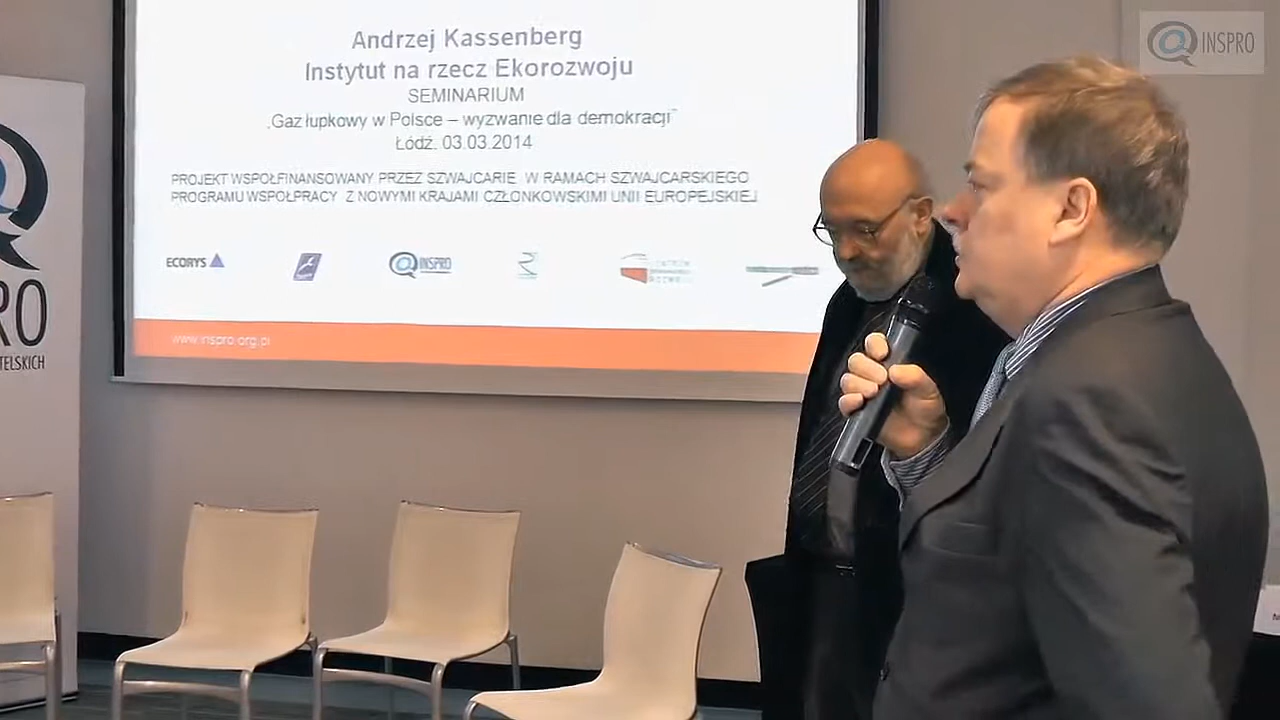 INSPRO
Andrzej Kassenberg
Instytut na rzecz Ekorozwoju
SEMINARIUM
„Gaz łupkowy w Polsce – wyzwanie dla demokracji”
Łódź, 03.03.2014
PROJEKT WSPÓŁFINANSOWANY PRZEZ SZWAJCARIĘ W RAMACH SZWAJCARSKIEGO
PROGRAMU WSPÓŁPRACY Z NOWYMI KRAJAMI CZŁONKOWSKIMI UNII EUROPEJSKIEJ
ECORYS
INSPRO
www.inspro.org.pl
PRO
TELSKICH